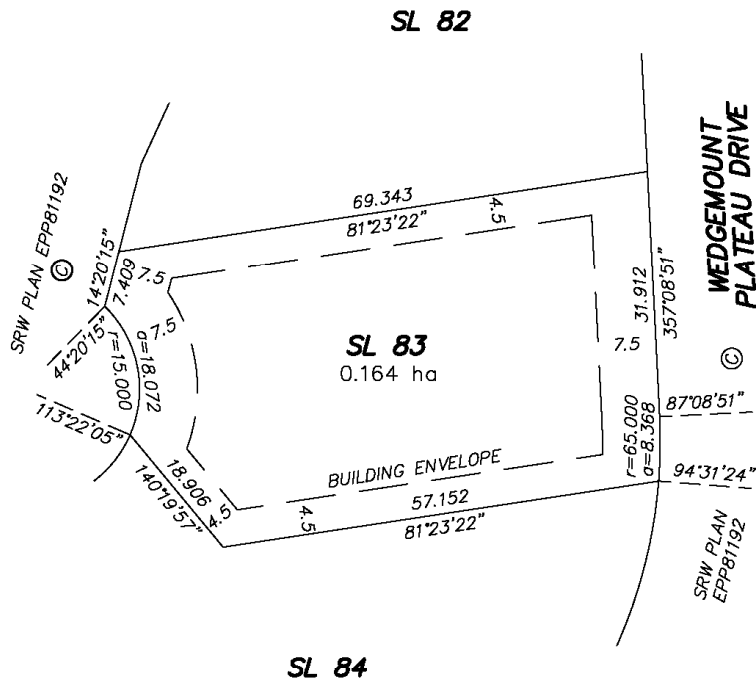 SL 82
WEDGEMOUNT
PLATEAU DRIVE
©
SRW PLAN EPP81192
©
69.343
81°23'22"
4.5
14°20'15"
7.409
7.5
7.5
44°20'15"
r=15.000
a=18.072
113°22'05"
SL 83
0.164 ha
31.912
357°08'51"
7.5
r=65.000
a=8.368
87°08'51"
94°31'24"
18.906
140°19'57"
4.5
4.5
BUILDING ENVELOPE
57.152
81°23'22"
SRW PLAN
EPP81192
SL 84